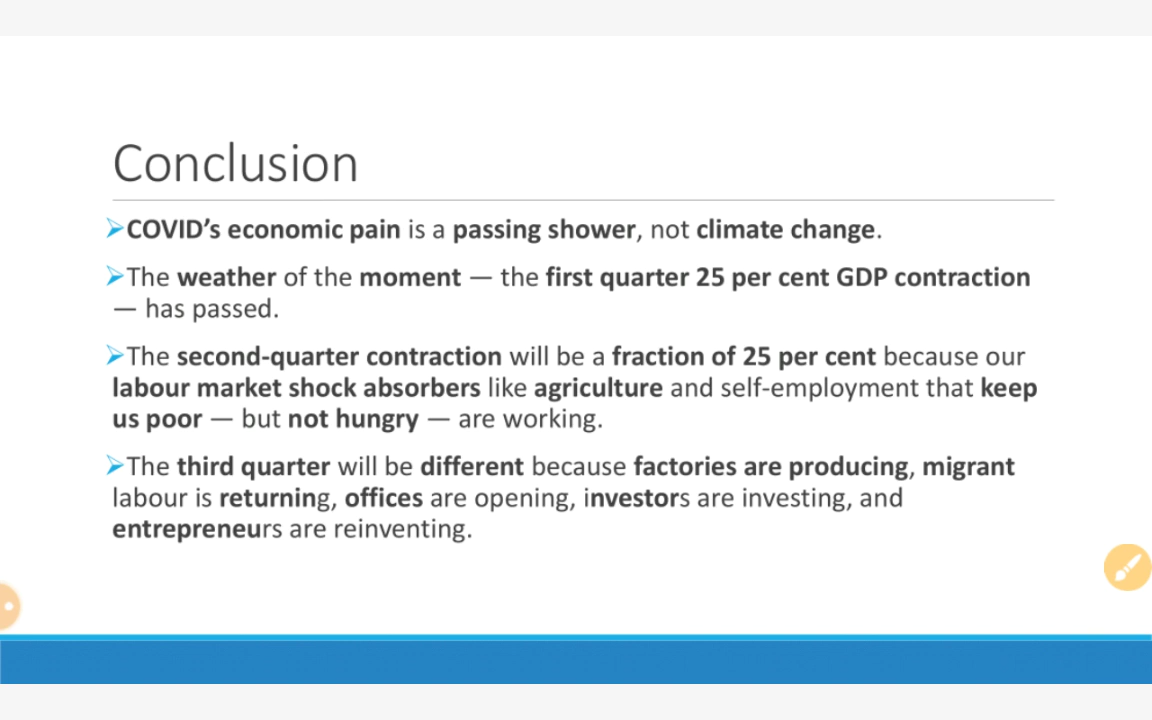 Conclusion
➢COVID’s economic pain is a passing shower, not climate change.
➢The weather of the moment — the first quarter 25 per cent GDP contraction
— has passed.
➢The second-quarter contraction will be a fraction of 25 per cent because our
labour market shock absorbers like agriculture and self-employment that keep
us poor — but not hungry — are working.
➢The third quarter will be different because factories are producing, migrant
labour is returning, offices are opening, investors are investing, and
entrepreneurs are reinventing.